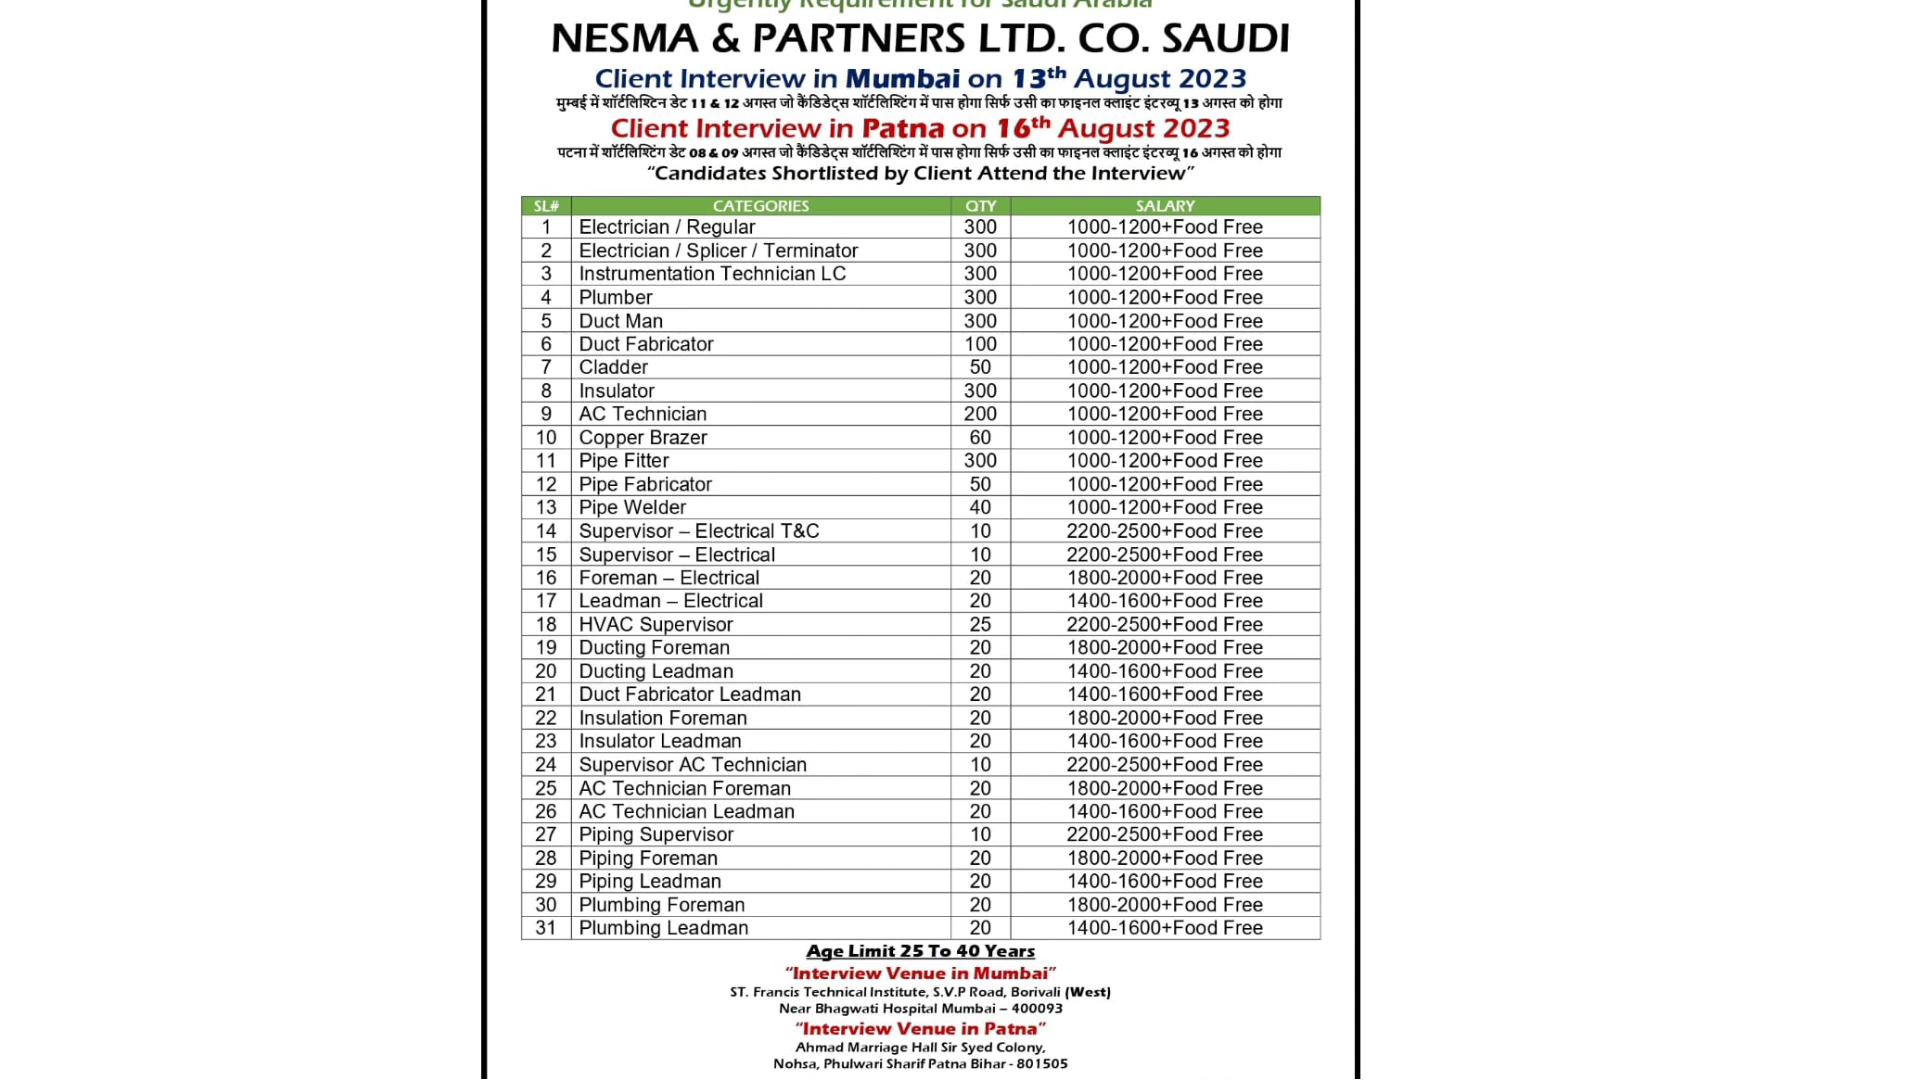 Urgently Requirement for Saudi Arabia
NESMA & PARTNERS LTD. CO. SAUDI
Client Interview in Mumbai on 13th August 2023
मुम्बई में शॉर्टलिश्टिन डेट 11 & 12 अगस्त जो कैंडिडेट्स शॉर्टलिश्टिंग में पास होगा सिर्फ उसी का फाइनल क्लाइंट इंटरव्यू 13 अगस्त को होगा
Client Interview in Patna on 16th August 2023
पटना में शॉर्टलिश्टिंग डेट 08 & 09 अगस्त जो कैंडिडेट्स शॉर्टलिश्टिंग में पास होगा सिर्फ उसी का फाइनल क्लाइंट इंटरव्यू 16 अगस्त को होगा
“Candidates Shortlisted by Client Attend the Interview”
SL# CATEGORIES QTY SALARY
1 Electrician / Regular 300 1000-1200+Food Free
2 Electrician / Splicer / Terminator 300 1000-1200+Food Free
3 Instrumentation Technician LC 300 1000-1200+Food Free
4 Plumber 300 1000-1200+Food Free
5 Duct Man 300 1000-1200+Food Free
6 Duct Fabricator 100 1000-1200+Food Free
7 Cladder 50 1000-1200+Food Free
8 Insulator 300 1000-1200+Food Free
9 AC Technician 200 1000-1200+Food Free
10 Copper Brazer 60 1000-1200+Food Free
11 Pipe Fitter 300 1000-1200+Food Free
12 Pipe Fabricator 50 1000-1200+Food Free
13 Pipe Welder 40 1000-1200+Food Free
14 Supervisor – Electrical T&C 10 2200-2500+Food Free
15 Supervisor – Electrical 10 2200-2500+Food Free
16 Foreman – Electrical 20 1800-2000+Food Free
17 Leadman – Electrical 20 1400-1600+Food Free
18 HVAC Supervisor 25 2200-2500+Food Free
19 Ducting Foreman 20 1800-2000+Food Free
20 Ducting Leadman 20 1400-1600+Food Free
21 Duct Fabricator Leadman 20 1400-1600+Food Free
22 Insulation Foreman 20 1800-2000+Food Free
23 Insulator Leadman 20 1400-1600+Food Free
24 Supervisor AC Technician 10 2200-2500+Food Free
25 AC Technician Foreman 20 1800-2000+Food Free
26 AC Technician Leadman 20 1400-1600+Food Free
27 Piping Supervisor 10 2200-2500+Food Free
28 Piping Foreman 20 1800-2000+Food Free
29 Piping Leadman 20 1400-1600+Food Free
30 Plumbing Foreman 20 1800-2000+Food Free
31 Plumbing Leadman 20 1400-1600+Food Free
Age Limit 25 To 40 Years
“Interview Venue in Mumbai”
ST. Francis Technical Institute, S.V.P Road, Borivali (West)
Near Bhagwati Hospital Mumbai – 400093
“Interview Venue in Patna”
Ahmad Marriage Hall Sir Syed Colony,
Nohsa, Phulwari Sharif Patna Bihar - 801505